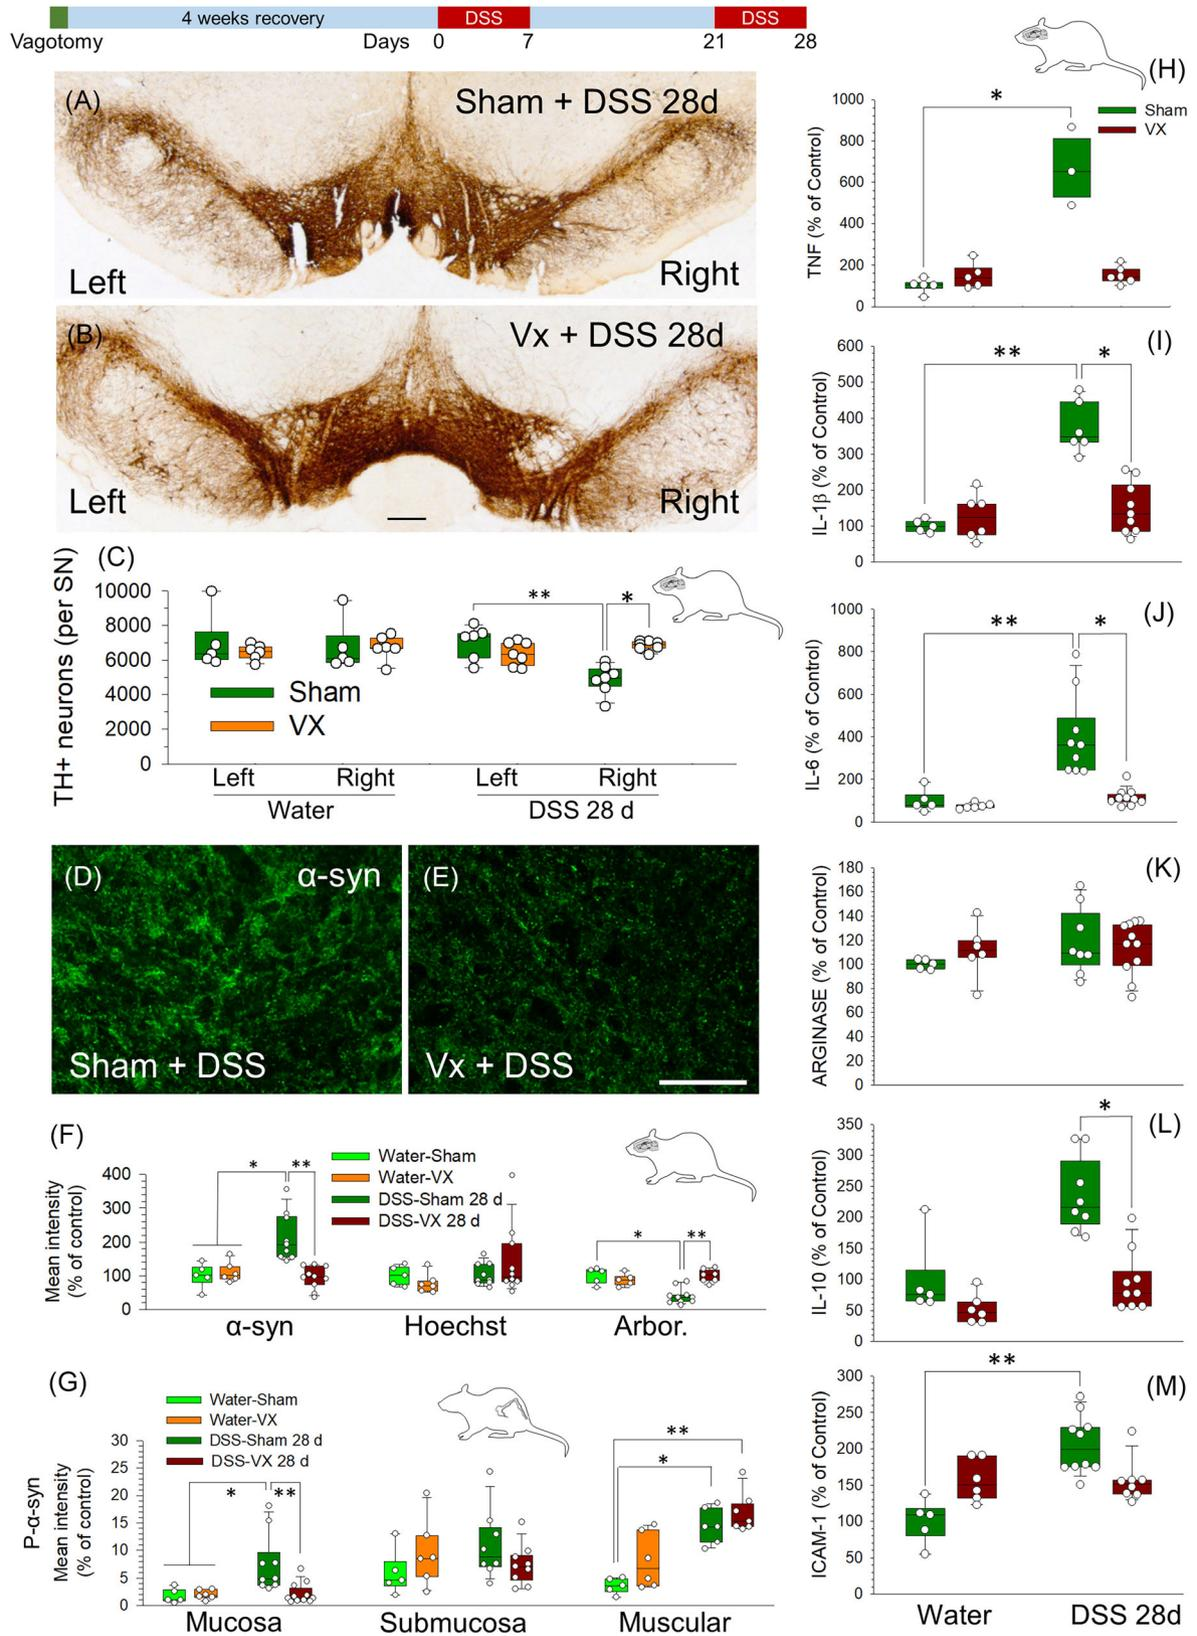 4 weeks recovery
DSS
DSS
Vagotomy
Days
0
7
21
28
(A)
Sham + DSS 28d
Left
Right
(B)
Vx + DSS 28d
Left
Right
(C)
TH+ neurons (per SN)
10000
8000
6000
4000
2000
0
**
*
Sham
VX
Left
Right
Left
Right
Water
DSS 28 d
(D)
α-syn
Sham + DSS
(E)
Vx + DSS
(F)
Mean intensity
(% of control)
400
300
200
100
0
Water-Sham
Water-VX
DSS-Sham 28 d
DSS-VX 28 d
*
**
*
**
α-syn
Hoechst
Arbor.
(G)
P-α-syn
Mean intensity
(% of control)
30
25
20
15
10
5
0
Water-Sham
Water-VX
DSS-Sham 28 d
DSS-VX 28 d
*
**
**
*
Mucosa
Submucosa
Muscular
(H)
TNF (% of Control)
1000
800
600
400
200
0
*
Sham
VX
(I)
IL-1β (% of Control)
600
500
400
300
200
100
0
**
*
(J)
IL-6 (% of Control)
1000
800
600
400
200
0
**
*
(K)
ARGINASE (% of Control)
180
160
140
120
100
80
60
40
20
0
(L)
IL-10 (% of Control)
350
300
250
200
150
100
50
0
*
(M)
ICAM-1 (% of Control)
300
250
200
150
100
50
0
**
Water
DSS 28d